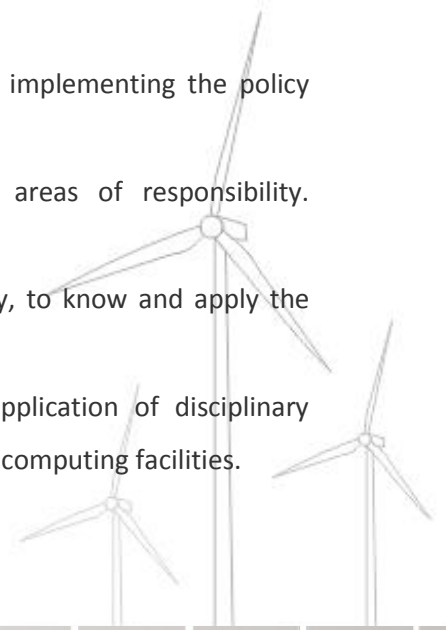 implementing the policy
areas of responsibility.
y, to know and apply the
pplication of disciplinary
computing facilities.